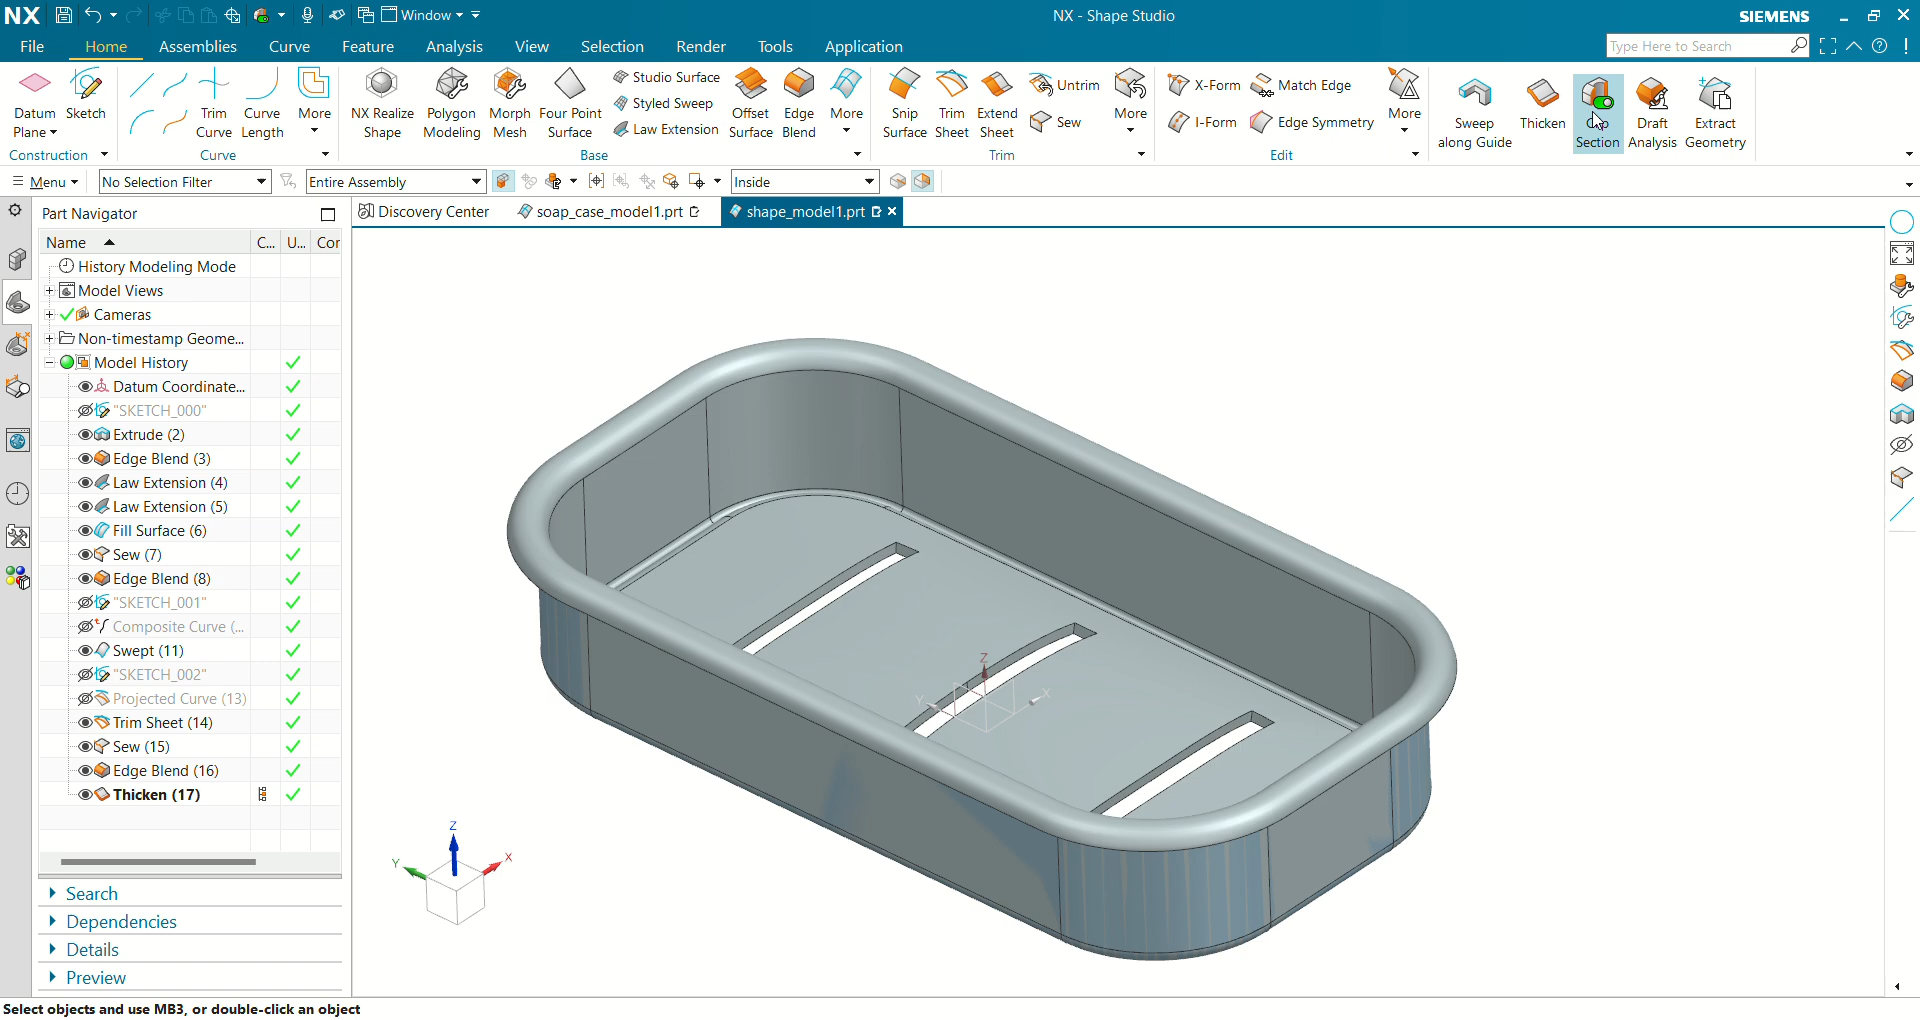 NX Window NX - Shape Studio SIEMENS
File Home Assemblies Curve Feature Analysis View Selection Render Tools Application Type Here to Search
Datum Plane Sketch Trim Curve Curve Length More
NX Realize Shape Polygon Modeling Morph Mesh Four Point Surface Studio Surface Styled Sweep Law Extension Offset Surface Edge Blend More
Snip Surface Trim Sheet Extend Sheet Untrim Sew More
X-Form I-Form Match Edge Edge Symmetry More
Sweep along Guide Thicken Section Draft Analysis Extract Geometry
Construction Curve Base Trim Edit
Menu No Selection Filter Entire Assembly Inside
Part Navigator Discovery Center soap_case_model1.prt shape_model1.prt
Name C... U... Cor
History Modeling Mode
Model Views
Cameras
Non-timestamp Geome...
Model History
Datum Coordinate...
"SKETCH_000"
Extrude (2)
Edge Blend (3)
Law Extension (4)
Law Extension (5)
Fill Surface (6)
Sew (7)
Edge Blend (8)
"SKETCH_001"
Composite Curve (...
Swept (11)
"SKETCH_002"
Projected Curve (13)
Trim Sheet (14)
Sew (15)
Edge Blend (16)
Thicken (17)
Z
Y X
Z
Y X
Search
Dependencies
Details
Preview
Select objects and use MB3, or double-click an object